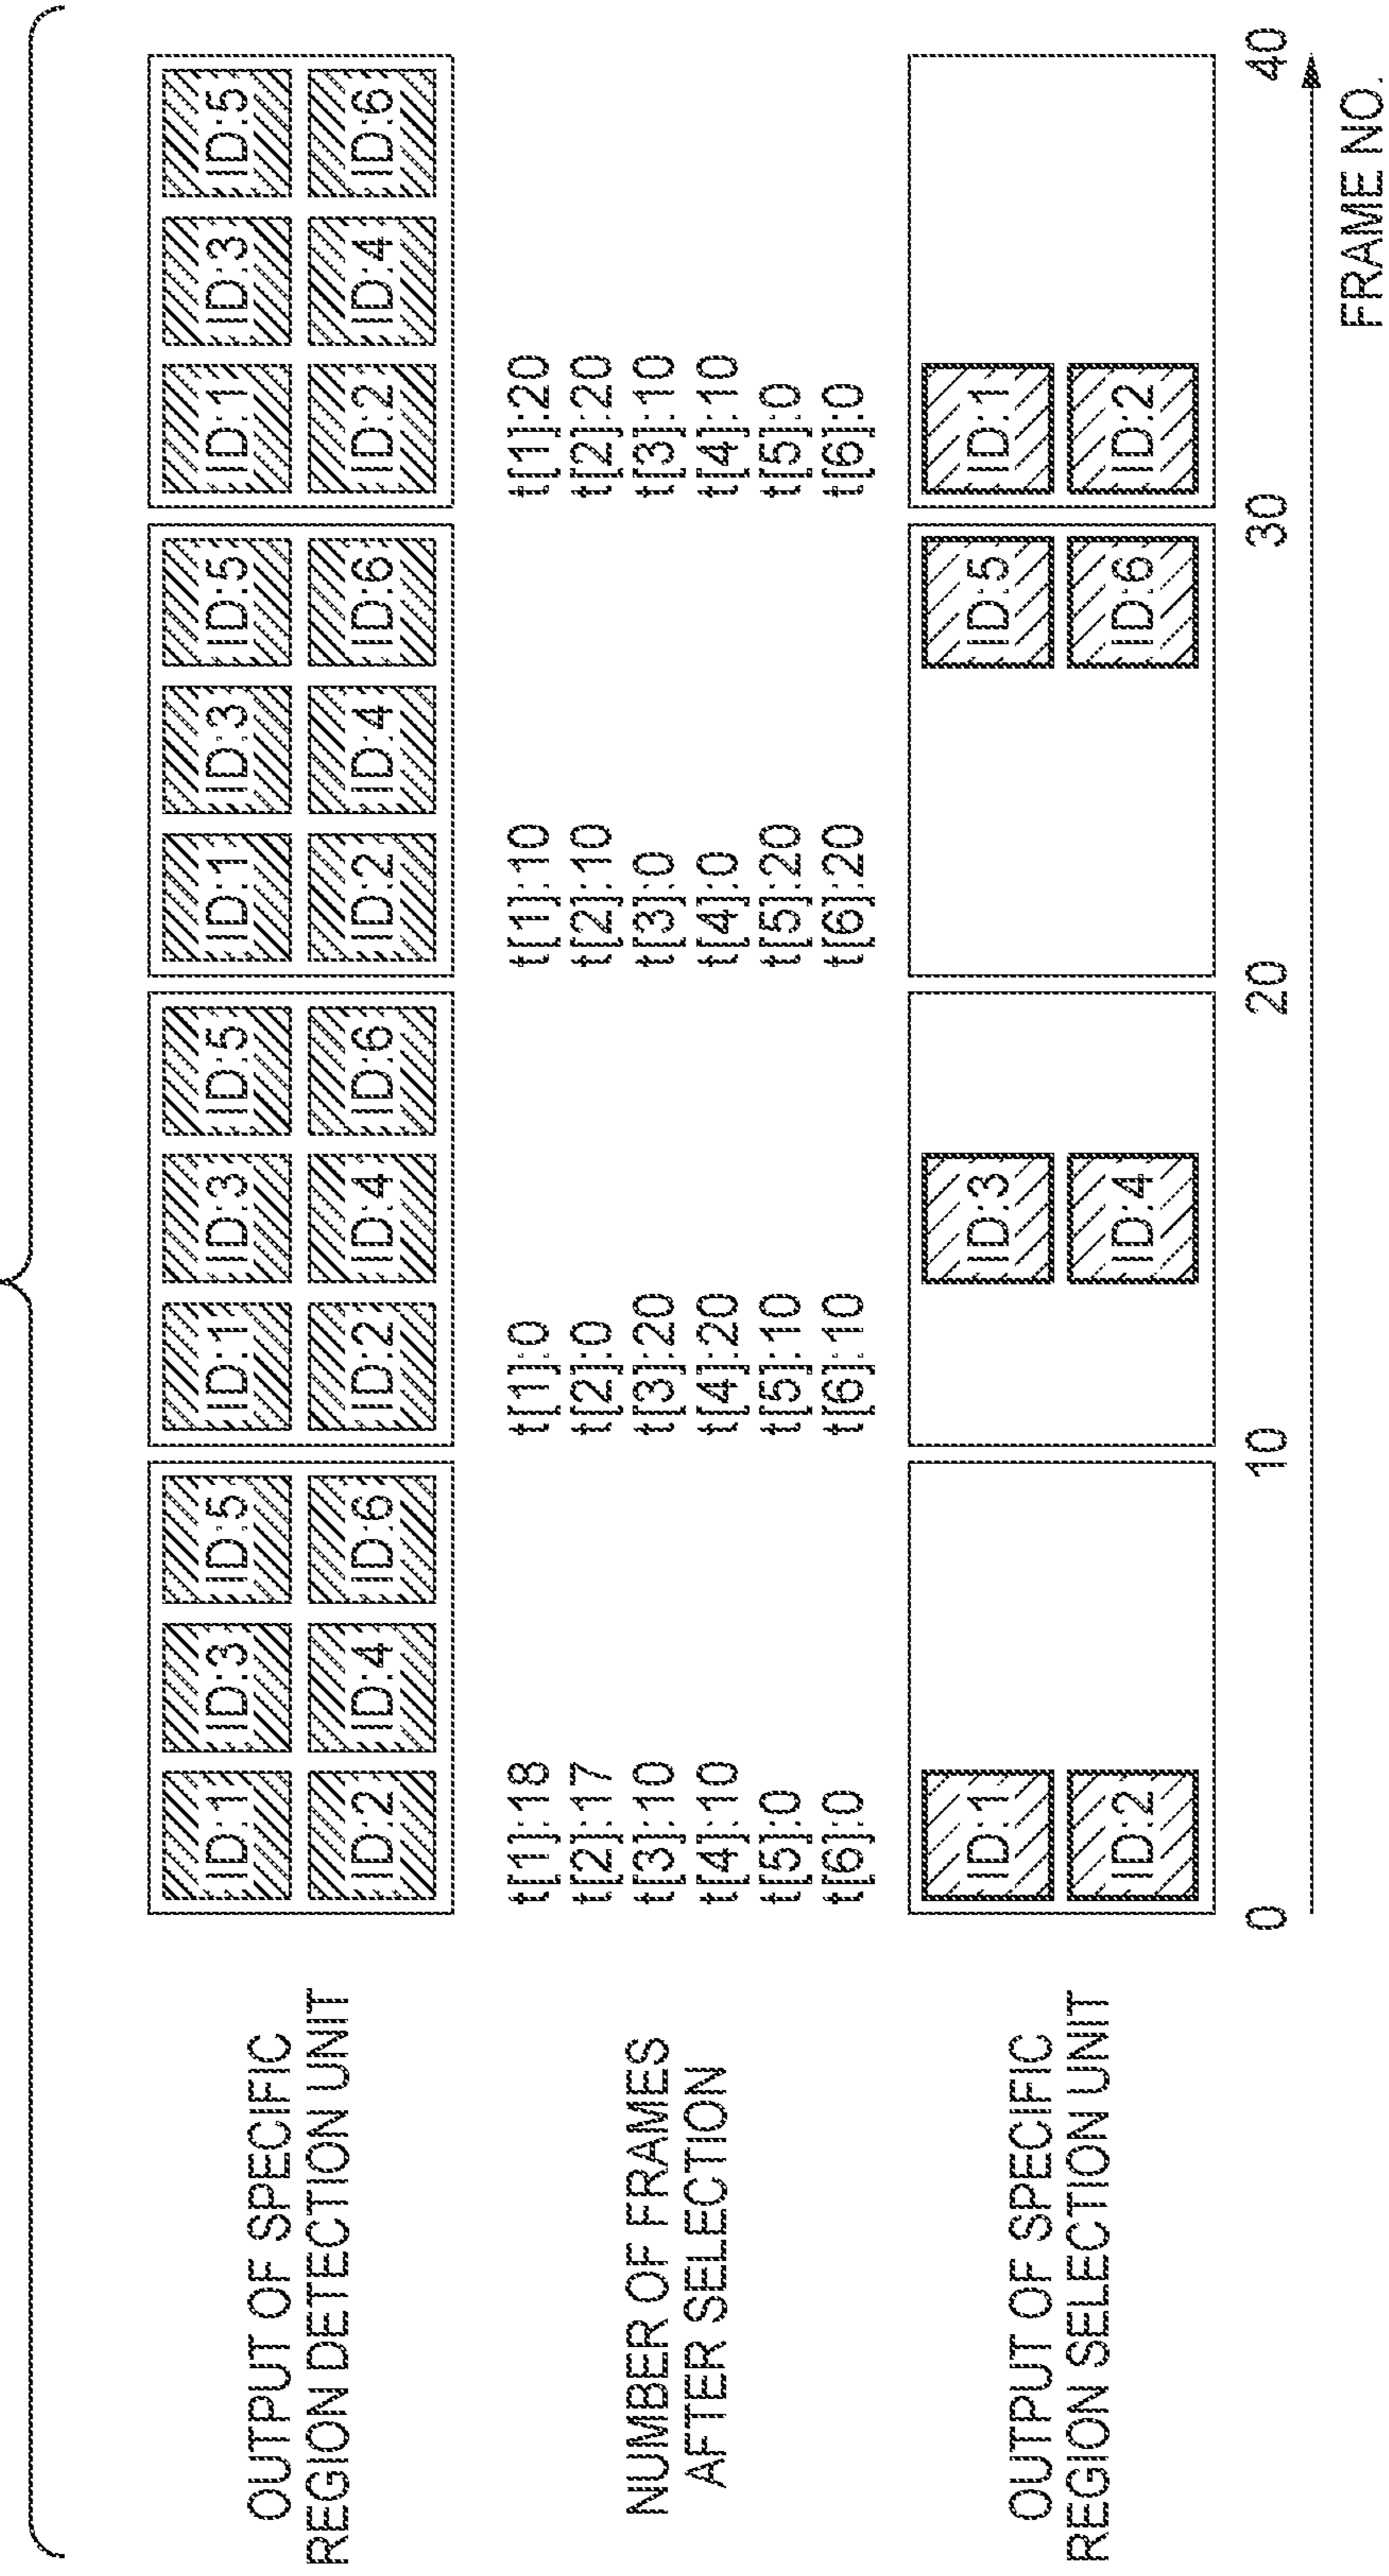 OUTPUT OF SPECIFIC
REGION DETECTION UNIT
ID:1 ID:3 ID:5
ID:2 ID:4 ID:6
ID:1 ID:3 ID:5
ID:2 ID:4 ID:6
ID:1 ID:3 ID:5
ID:2 ID:4 ID:6
ID:1 ID:3 ID:5
ID:2 ID:4 ID:6
NUMBER OF FRAMES
AFTER SELECTION
t[1]:18
t[2]:17
t[3]:10
t[4]:10
t[5]:0
t[6]:0
t[1]:0
t[2]:0
t[3]:20
t[4]:20
t[5]:10
t[6]:10
t[1]:10
t[2]:10
t[3]:0
t[4]:0
t[5]:20
t[6]:20
t[1]:20
t[2]:20
t[3]:10
t[4]:10
t[5]:0
t[6]:0
OUTPUT OF SPECIFIC
REGION SELECTION UNIT
ID:1
ID:2
ID:3
ID:4
ID:5
ID:6
ID:1
ID:2
0 10 20 30 40
FRAME NO.